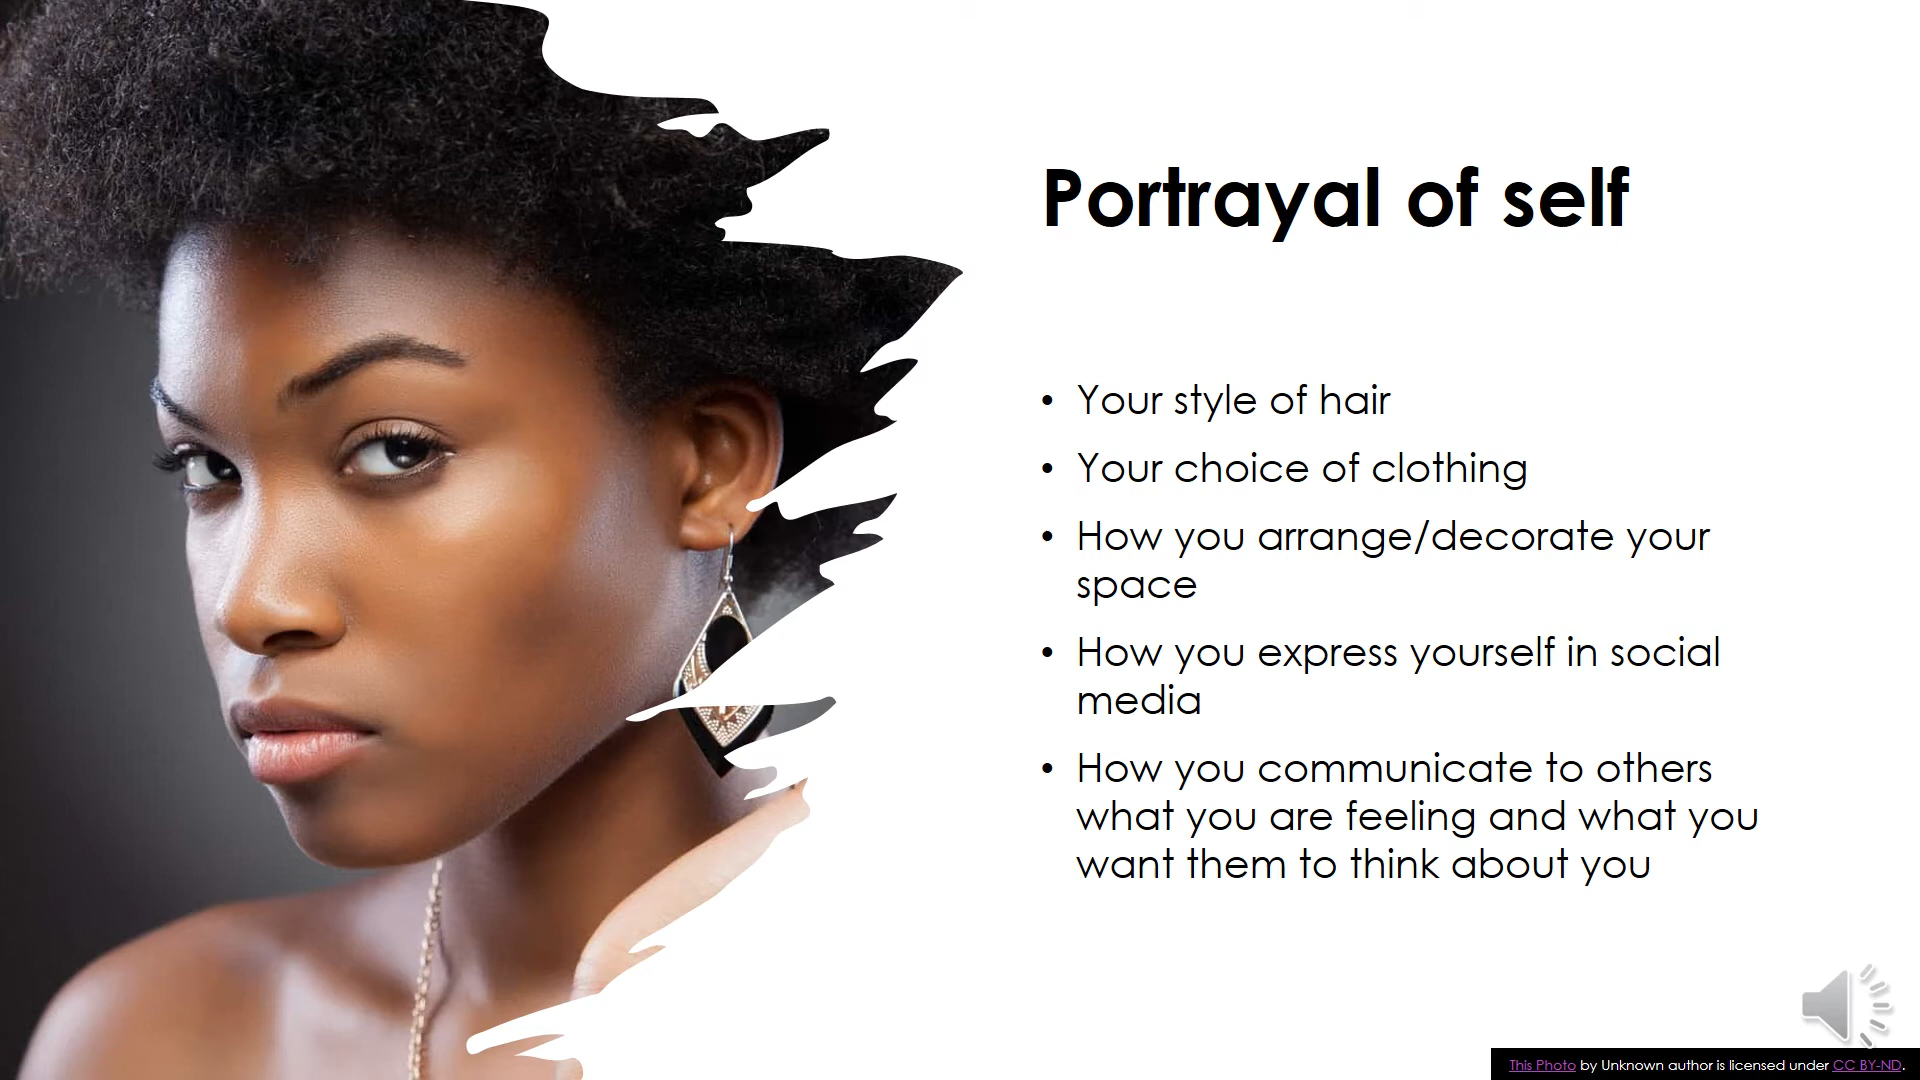 Portrayal of self
• Your style of hair
• Your choice of clothing
• How you arrange/decorate your
space
• How you express yourself in social
media
• How you communicate to others
what you are feeling and what you
want them to think about you
This Photo by Unknown author is licensed under CC BY-ND.